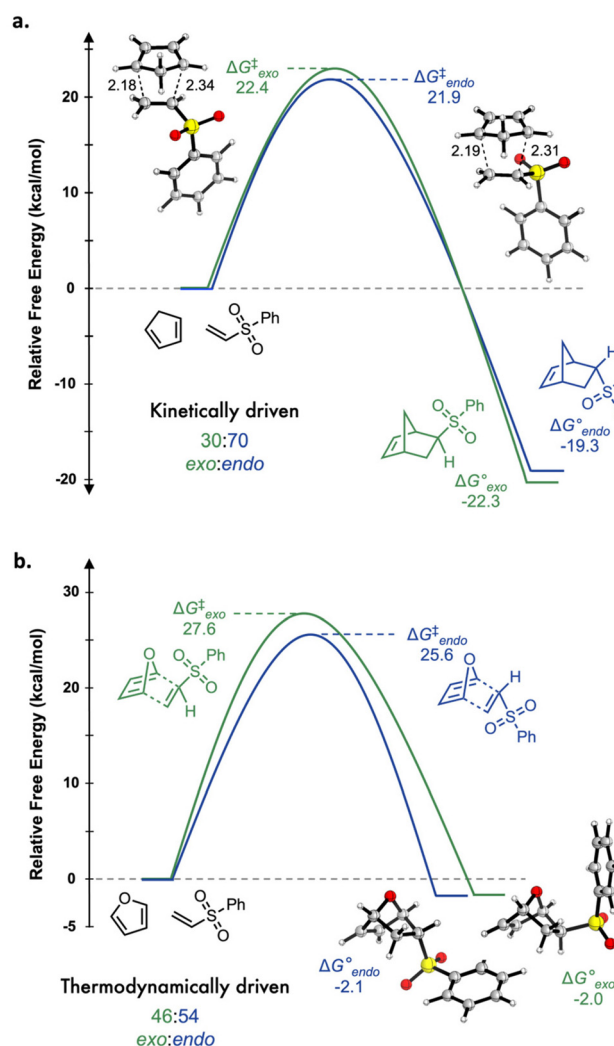 a.
2.18
2.34
ΔG‡exo
22.4
ΔG‡endo
21.9
2.19
2.31
Relative Free Energy (kcal/mol)
20
10
0
-10
-20
Ph
S
O
O
Kinetically driven
30:70
exo:endo
O
Ph
S
O
H
ΔG°exo
-22.3
H
S
O
ΔG°endo
-19.3
b.
Relative Free Energy (kcal/mol)
30
20
10
0
-5
ΔG‡exo
27.6
O
O
Ph
S
O
H
ΔG‡endo
25.6
O
H
O
S
O
Ph
O
O
Ph
S
O
Thermodynamically driven
46:54
exo:endo
ΔG°endo
-2.1
ΔG°exo
-2.0